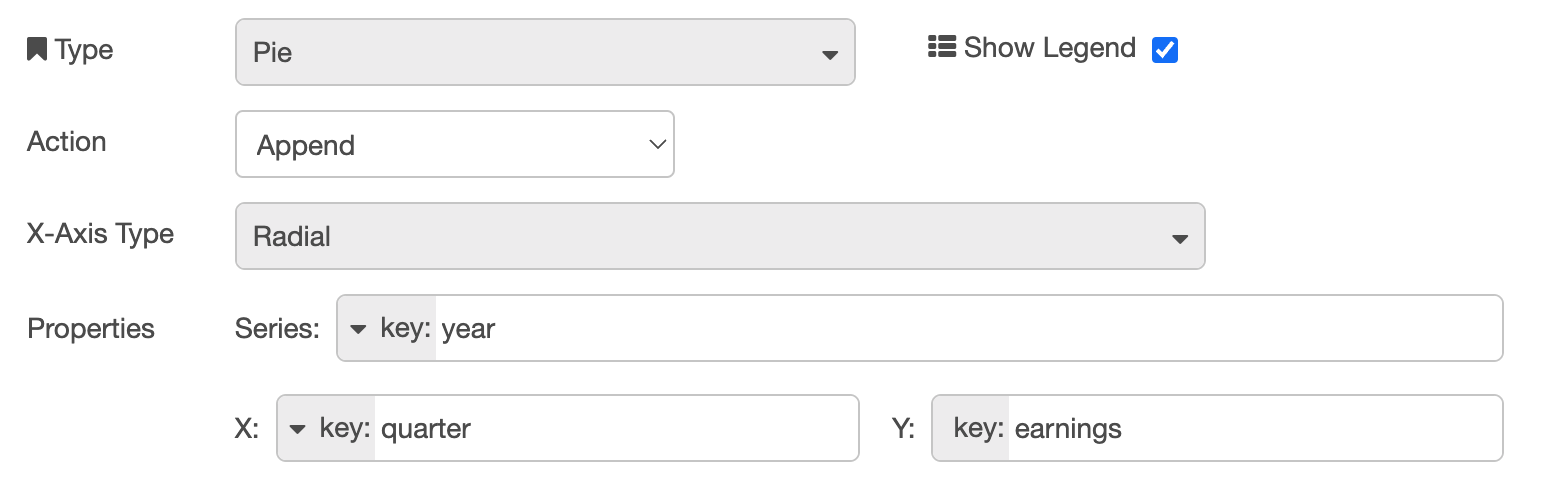 Type Pie Show Legend
Action Append
X-Axis Type Radial
Properties Series: key: year
X: key: quarter Y: key: earnings